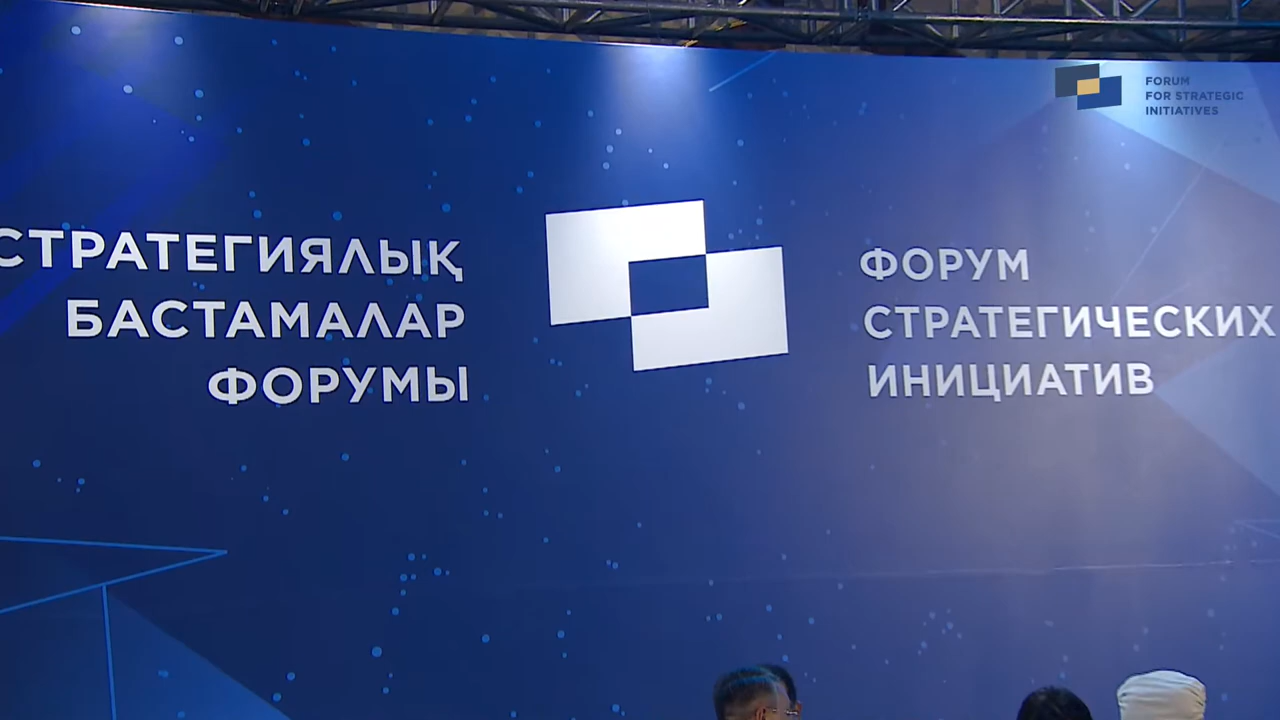 СТРАТЕГИЯЛЫҚ
БАСТАМАЛАР
ФОРУМЫ
ФОРУМ
СТРАТЕГИЧЕСКИХ
ИНИЦИАТИВ
FORUM
FOR STRATEGIC
INITIATIVES